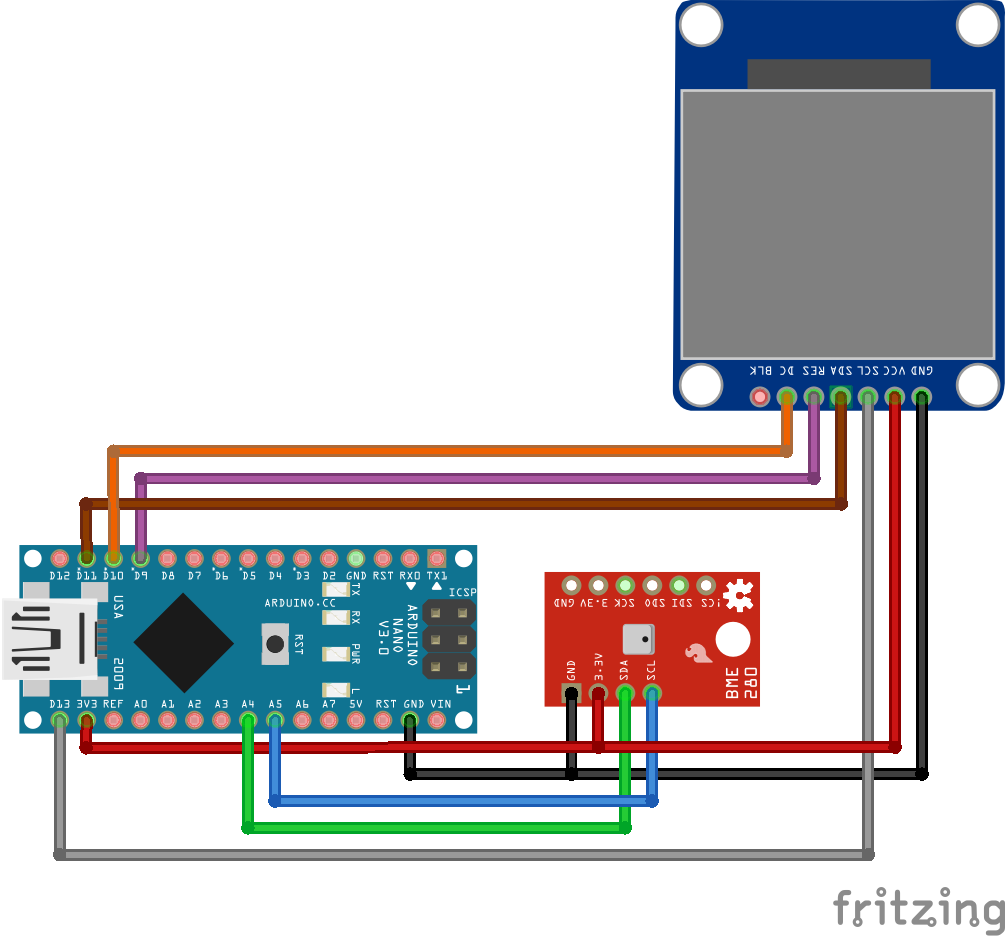 BLK DC RES SDA SCL VCC GND
D12 D11 D10 D9 D8 D7 D6 D5 D4 D3 D2 GND RST RX0 TX1
USA
2009
ARDUINO.CC
RST
TX
RX
PWR
L
ARDUINO
NANO
V3.0
ICSP
1
D13 3V3 REF A0 A1 A2 A3 A4 A5 A6 A7 5V RST GND VIN
GND 3.3V SCK SDO SDI !CS
GND
3.3V
SDA
SCL
BME
280
fritzing